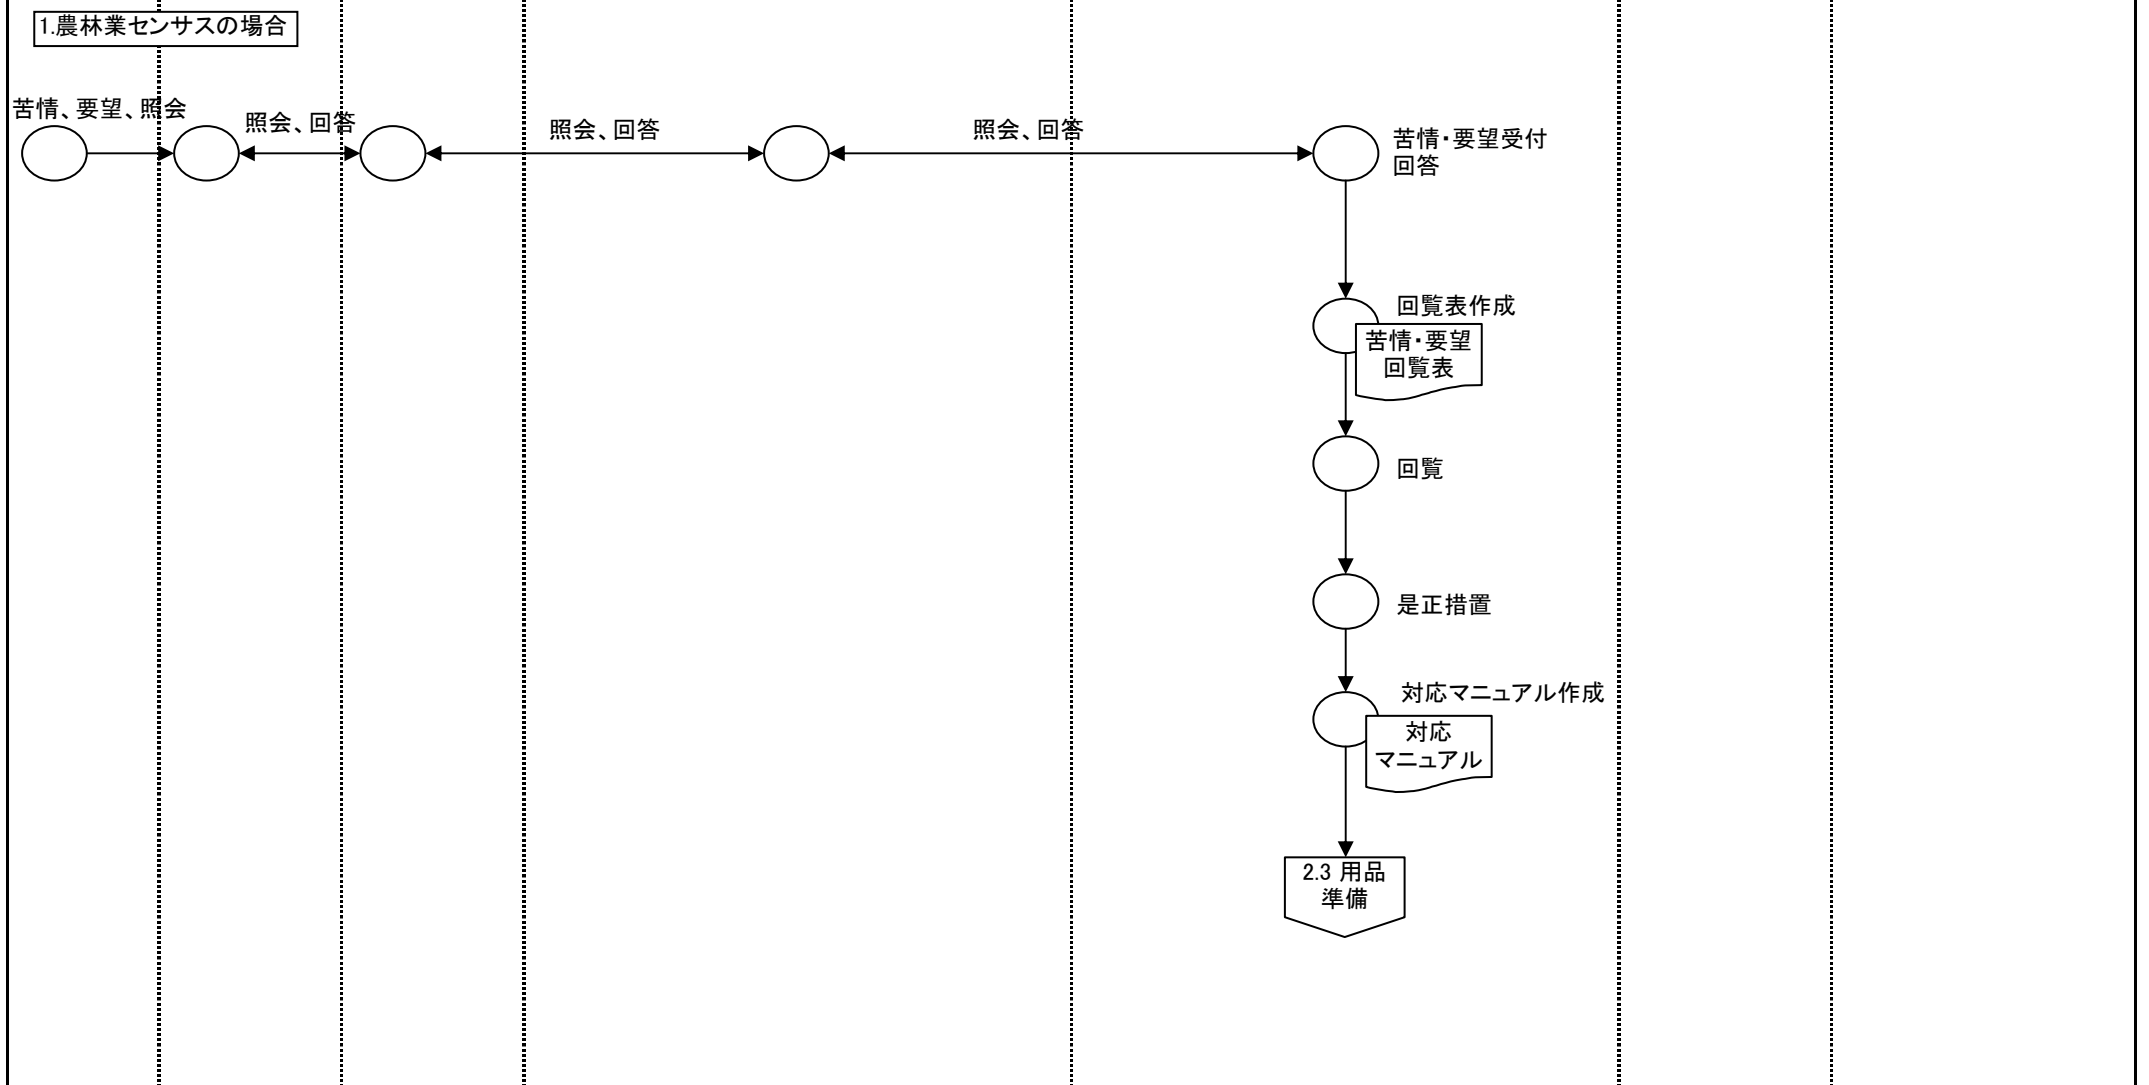 1.農林業センサスの場合
苦情、要望、照会
照会、回答
照会、回答
照会、回答
苦情・要望受付
回答
回覧表作成
苦情・要望
回覧表
回覧
是正措置
対応マニュアル作成
対応
マニュアル
2.3 用品
準備